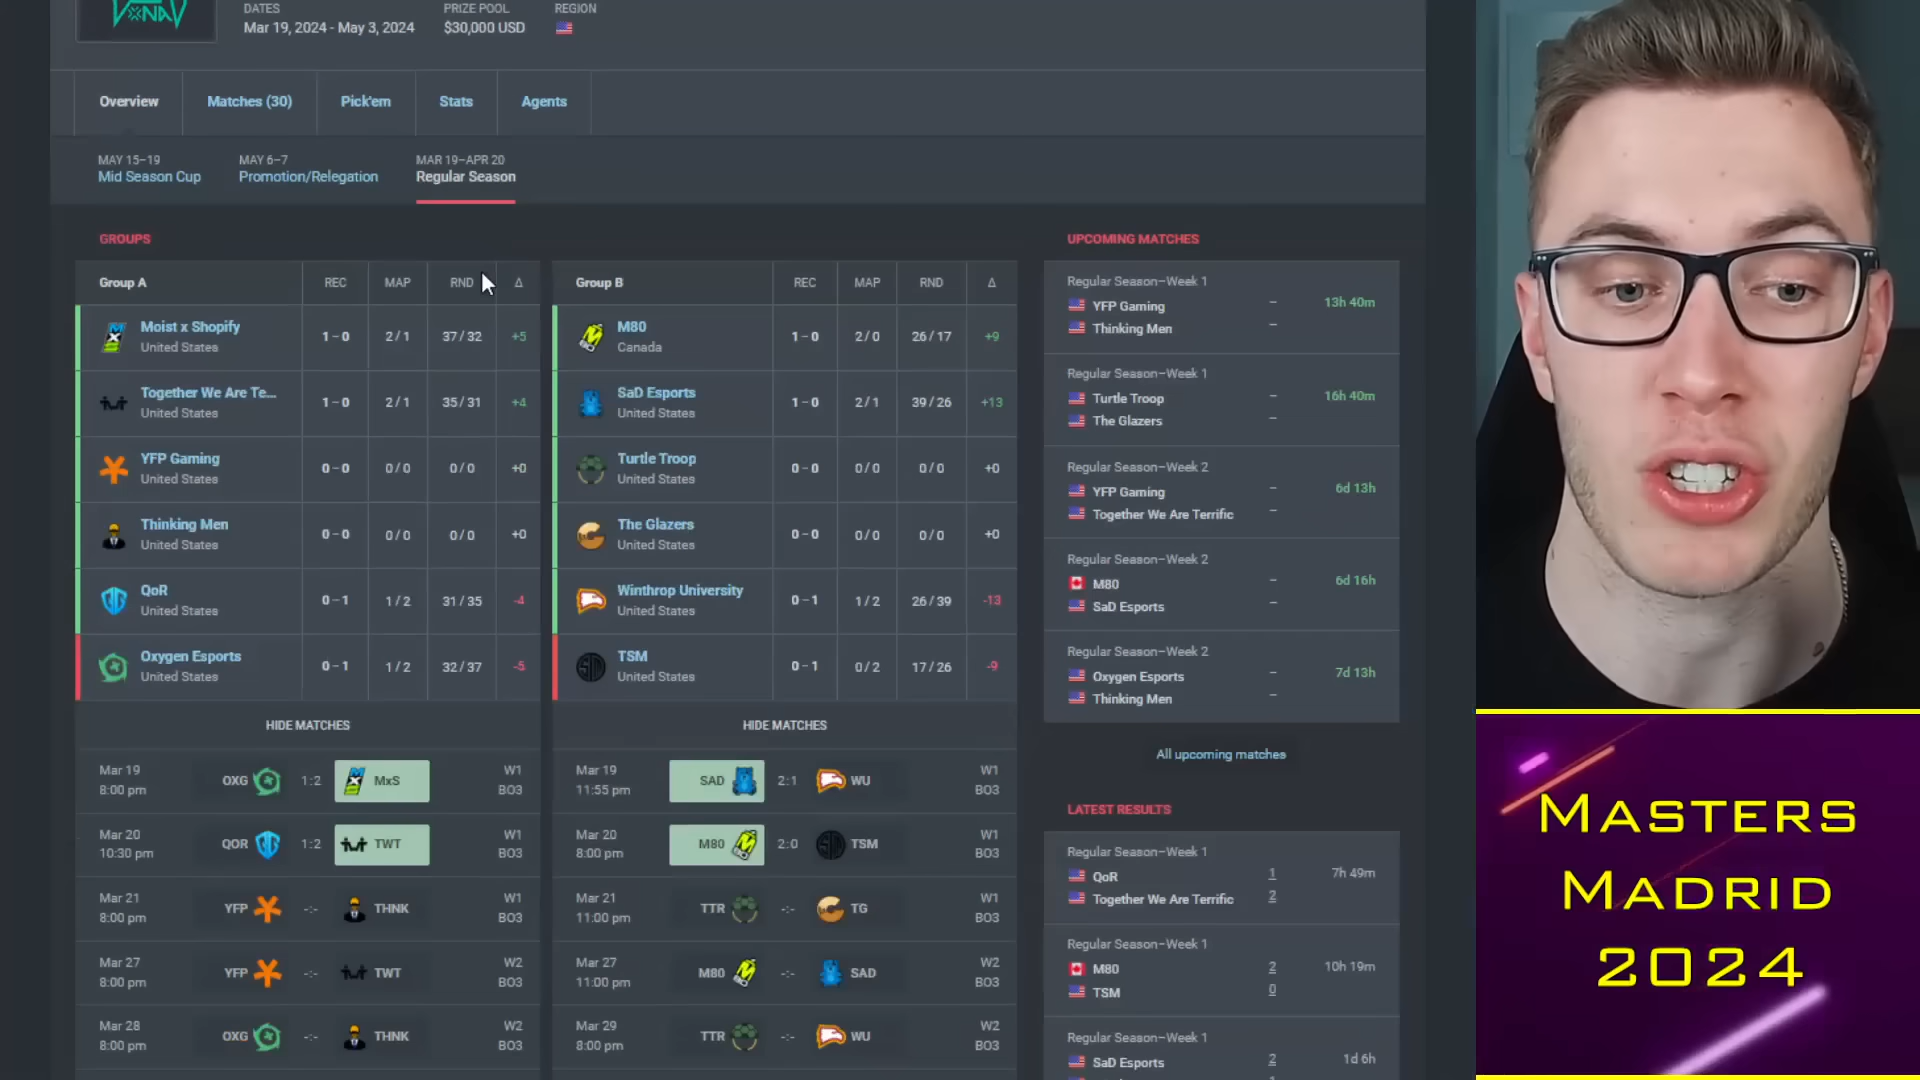 DATES
Mar 19, 2024 - May 3, 2024
PRIZE POOL
$30,000 USD
REGION
Overview
Matches (30)
Pick'em
Stats
Agents
MAY 15–19
Mid Season Cup
MAY 6–7
Promotion/Relegation
MAR 19–APR 20
Regular Season
GROUPS
Group A REC MAP RND Δ
Moist x Shopify 1 – 0 2 / 1 37 / 32 +5
United States
Together We Are Te... 1 – 0 2 / 1 35 / 31 +4
United States
YFP Gaming 0 – 0 0 / 0 0 / 0 +0
United States
Thinking Men 0 – 0 0 / 0 0 / 0 +0
United States
QoR 0 – 1 1 / 2 31 / 35 -4
United States
Oxygen Esports 0 – 1 1 / 2 32 / 37 -5
United States
HIDE MATCHES
Mar 19 W1
8:00 pm OXG 1:2 MxS BO3
Mar 20 W1
10:30 pm QOR 1:2 TWT BO3
Mar 21 W1
8:00 pm YFP -:- THNK BO3
Mar 27 W2
8:00 pm YFP -:- TWT BO3
Mar 28 W2
8:00 pm OXG -:- THNK BO3
Group B REC MAP RND Δ
M80 1 – 0 2 / 0 26 / 17 +9
Canada
SaD Esports 1 – 0 2 / 1 39 / 26 +13
United States
Turtle Troop 0 – 0 0 / 0 0 / 0 +0
United States
The Glazers 0 – 0 0 / 0 0 / 0 +0
United States
Winthrop University 0 – 1 1 / 2 26 / 39 -13
United States
TSM 0 – 1 0 / 2 17 / 26 -9
United States
HIDE MATCHES
Mar 19 W1
11:55 pm SAD 2:1 WU BO3
Mar 20 W1
8:00 pm M80 2:0 TSM BO3
Mar 21 W1
11:00 pm TTR -:- TG BO3
Mar 27 W2
11:00 pm M80 -:- SAD BO3
Mar 29 W2
8:00 pm TTR -:- WU BO3
UPCOMING MATCHES
Regular Season–Week 1
YFP Gaming – 13h 40m
Thinking Men –
Regular Season–Week 1
Turtle Troop – 16h 40m
The Glazers –
Regular Season–Week 2
YFP Gaming – 6d 13h
Together We Are Terrific –
Regular Season–Week 2
M80 – 6d 16h
SaD Esports –
Regular Season–Week 2
Oxygen Esports – 7d 13h
Thinking Men –
All upcoming matches
LATEST RESULTS
Regular Season–Week 1
QoR 1 7h 49m
Together We Are Terrific 2
Regular Season–Week 1
M80 2 10h 19m
TSM 0
Regular Season–Week 1
SaD Esports 2 1d 6h
MASTERS
MADRID
2024